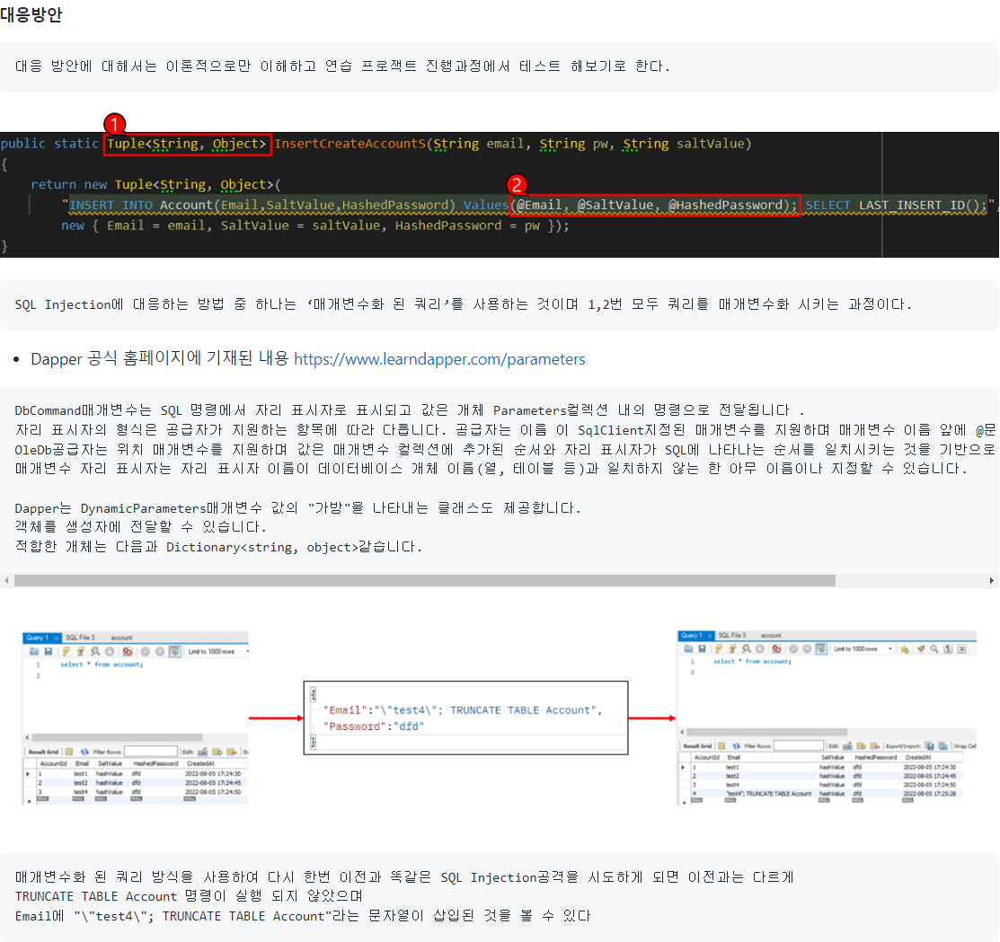 대응방안
대응 방안에 대해서는 이론적으로만 이해하고 연습 프로잭트 진행과정에서 테스트 해보기로 한다.
1
public static Tuple<String, Object> InsertCreateAccountS(String email, String pw, String saltValue)
{
return new Tuple<String, Object>(
2
"INSERT INTO Account(Email,SaltValue,HashedPassword) Values(@Email, @SaltValue, @HashedPassword); SELECT LAST_INSERT_ID();",
new { Email = email, SaltValue = saltValue, HashedPassword = pw });
}
SQL Injection에 대응하는 방법 중 하나는 ‘매개변수화 된 쿼리’를 사용하는 것이며 1,2번 모두 쿼리를 매개변수화 시키는 과정이다.
• Dapper 공식 홈페이지에 기재된 내용 https://www.learndapper.com/parameters
DbCommand매개변수는 SQL 명령에서 자리 표시자로 표시되고 값은 개체 Parameters컬렉션 내의 명령으로 전달됩니다 .
자리 표시자의 형식은 공급자가 지원하는 항목에 따라 다릅니다. 공급자는 이름 이 SqlClient지정된 매개변수를 지원하며 매개변수 이름 앞에 @문
OleDb공급자는 위치 매개변수를 지원하며 값은 매개변수 컬렉션에 추가된 순서와 자리 표시자가 SQL에 나타나는 순서를 일치시키는 것을 기반으로
매개변수 자리 표시자는 자리 표시자 이름이 데이터베이스 개체 이름(열, 테이블 등)과 일치하지 않는 한 아무 이름이나 지정할 수 있습니다.
Dapper는 DynamicParameters매개변수 값의 "가방"을 나타내는 클래스도 제공합니다.
객체를 생성자에 전달할 수 있습니다.
적합한 개체는 다음과 Dictionary<string, object>같습니다.
Query 1 SQL File 3 account
Limit to 1000 rows
1 select * from account;
2
Result Grid Filter Rows: Edit:
AccountId Email SaltValue HashedPassword CreatedAt
1 test1 hashValue dfd 2022-08-05 17:24:30
2 test2 hashValue dfd 2022-08-05 17:24:45
3 test4 hashValue dfd 2022-08-05 17:24:50
NULL NULL NULL NULL NULL
{
"Email":"\"test4\"; TRUNCATE TABLE Account",
"Password":"dfd"
}
Query 1 SQL File 3 account
Limit to 1000 rows
1 select * from account;
2
Result Grid Filter Rows: Edit: Export/Import: Wrap Cel
AccountId Email SaltValue HashedPassword CreatedAt
1 test1 hashValue dfd 2022-08-05 17:24:30
2 test2 hashValue dfd 2022-08-05 17:24:45
3 test4 hashValue dfd 2022-08-05 17:24:50
4 "test4"; TRUNCATE TABLE Account hashValue dfd 2022-08-05 17:25:28
NULL NULL NULL NULL NULL
매개변수화 된 쿼리 방식을 사용하여 다시 한번 이전과 똑같은 SQL Injection공격을 시도하게 되면 이전과는 다르게
TRUNCATE TABLE Account 명령이 실행 되지 않았으며
Email에 "\"test4\"; TRUNCATE TABLE Account"라는 문자열이 삽입된 것을 볼 수 있다